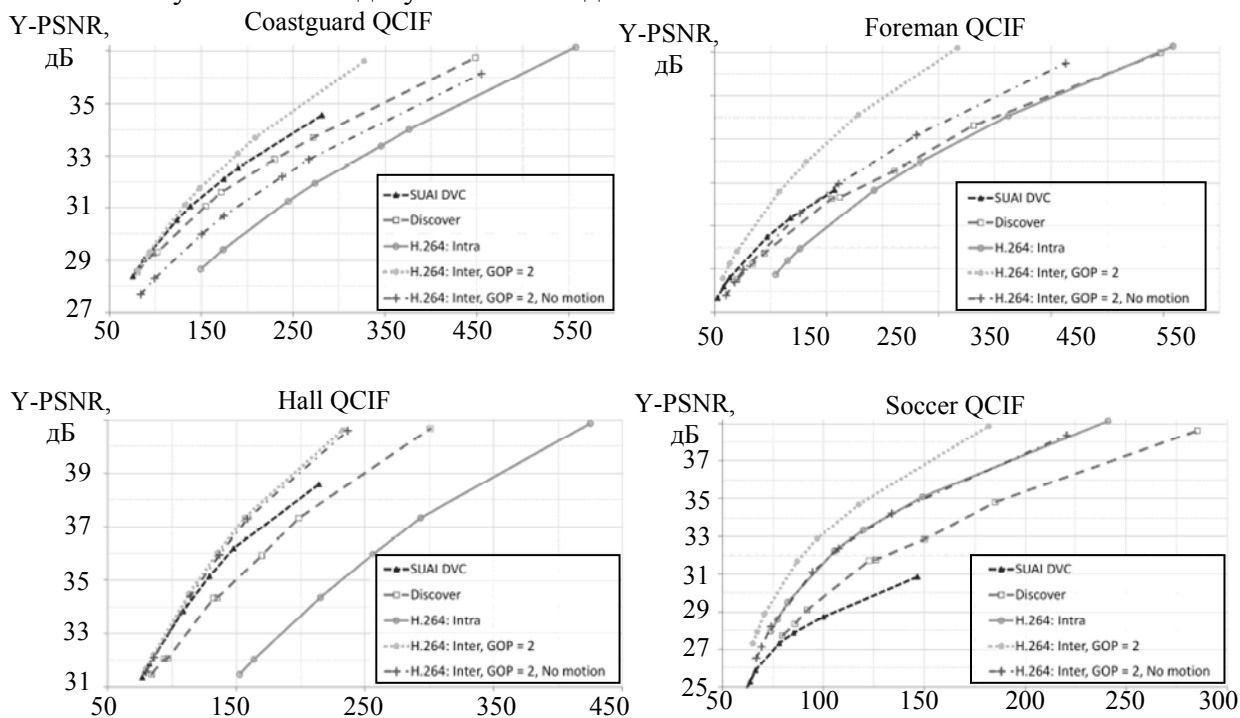 Coastguard QCIF
Y-PSNR,
дБ
35
33
31
29
27
50 150 250 350 450 550
SUAI DVC
Discover
H.264: Intra
H.264: Inter, GOP = 2
H.264: Inter, GOP = 2, No motion
Foreman QCIF
Y-PSNR,
дБ
50 150 250 350 450 550
SUAI DVC
Discover
H.264: Intra
H.264: Inter, GOP = 2
H.264: Inter, GOP = 2, No motion
Hall QCIF
Y-PSNR,
дБ
39
37
35
33
31
50 150 250 350 450
SUAI DVC
Discover
H.264: Intra
H.264: Inter, GOP = 2
H.264: Inter, GOP = 2, No motion
Soccer QCIF
Y-PSNR,
дБ
37
35
33
31
29
27
25
50 100 150 200 250 300
SUAI DVC
Discover
H.264: Intra
H.264: Inter, GOP = 2
H.264: Inter, GOP = 2, No motion